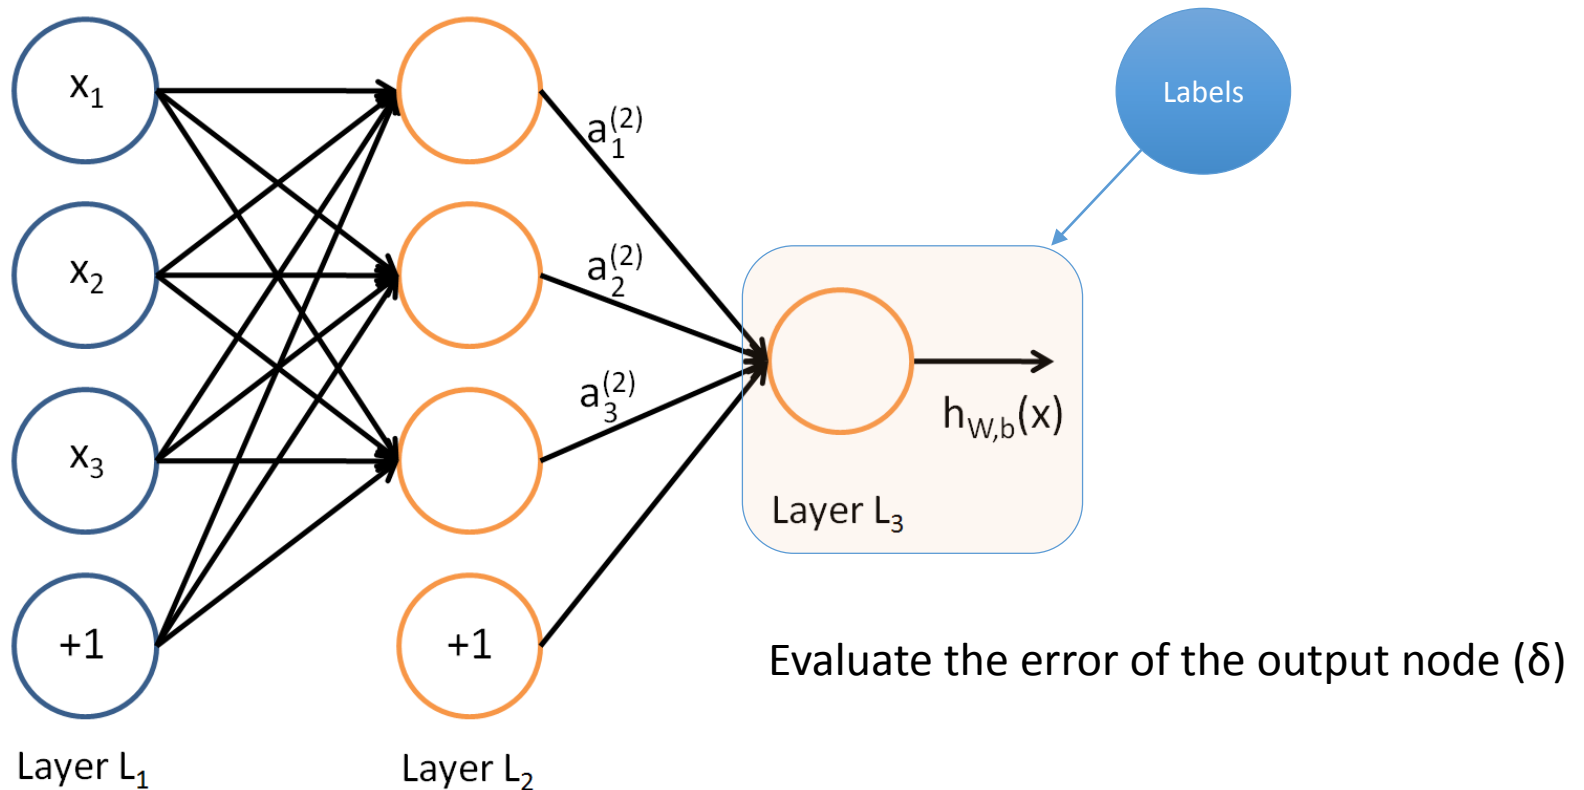 x₁
x₂
x₃
+1
Layer L₁
+1
Layer L₂
a₁⁽²⁾
a₂⁽²⁾
a₃⁽²⁾
Labels
h_W,b(x)
Layer L₃
Evaluate the error of the output node (δ)